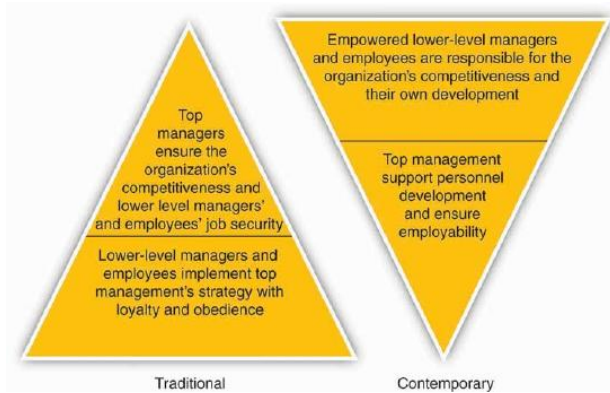 Top
managers
ensure the
organization's
competitiveness and
lower level managers'
and employees' job security
Lower-level managers and
employees implement top
management's strategy with
loyalty and obedience
Traditional
Empowered lower-level managers
and employees are responsible for the
organization's competitiveness and
their own development
Top management
support personnel
development
and ensure
employability
Contemporary